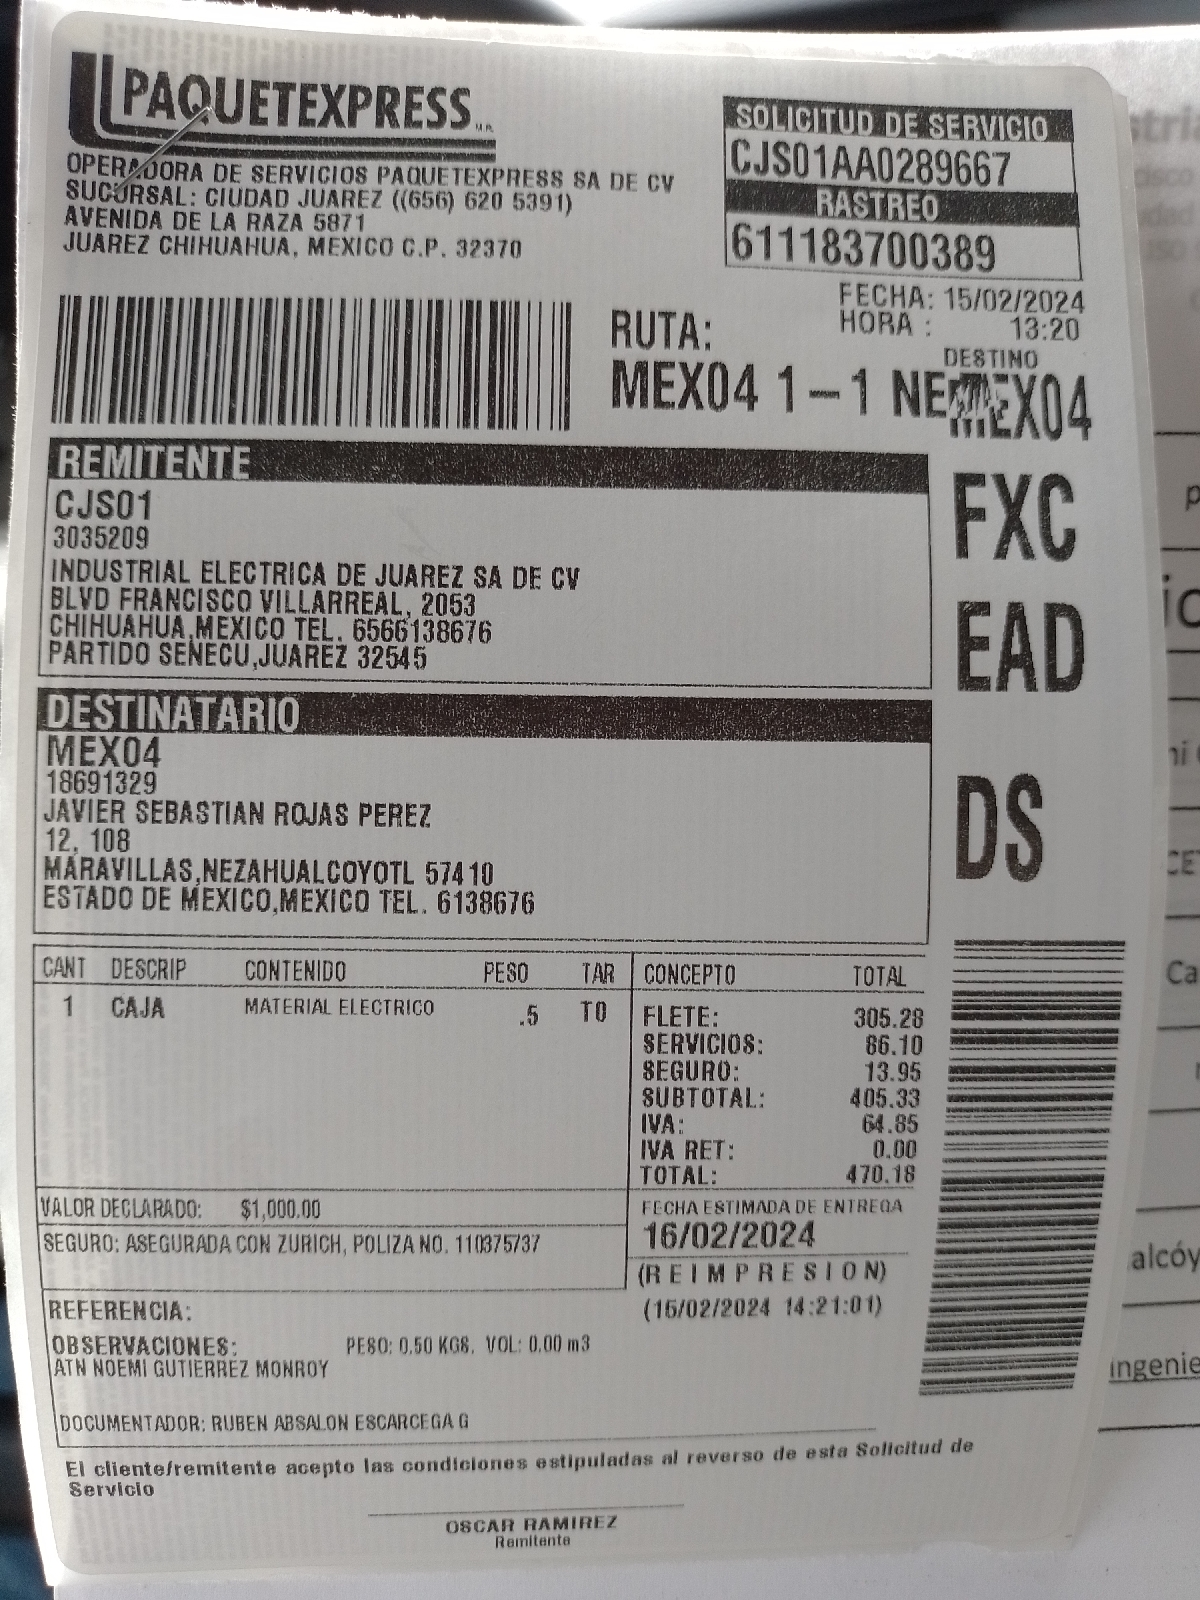 PAQUETEXPRESS
OPERADORA DE SERVICIOS PAQUETEXPRESS SA DE CV
SUCURSAL: CIUDAD JUAREZ ((656) 620 5391)
AVENIDA DE LA RAZA 5871
JUAREZ CHIHUAHUA, MEXICO C.P. 32370
SOLICITUD DE SERVICIO
CJS01AA0289667
RASTREO
611183700389
FECHA: 15/02/2024
HORA : 13:20
RUTA:
DESTINO
MEX04 1-1 MEX04
FXC
EAD
DS
REMITENTE
CJS01
3035209
INDUSTRIAL ELECTRICA DE JUAREZ SA DE CV
BLVD FRANCISCO VILLARREAL, 2053
CHIHUAHUA,MEXICO TEL. 6566138676
PARTIDO SENECU,JUAREZ 32545
DESTINATARIO
MEX04
18691329
JAVIER SEBASTIAN ROJAS PEREZ
12, 108
MARAVILLAS,NEZAHUALCOYOTL 57410
ESTADO DE MEXICO,MEXICO TEL. 6138676
CANT DESCRIP CONTENIDO PESO TAR
1 CAJA MATERIAL ELECTRICO .5 T0
CONCEPTO TOTAL
FLETE: 305.28
SERVICIOS: 86.10
SEGURO: 13.95
SUBTOTAL: 405.33
IVA: 64.85
IVA RET: 0.00
TOTAL: 470.18
VALOR DECLARADO: $1,000.00
SEGURO: ASEGURADA CON ZURICH, POLIZA NO. 110375737
FECHA ESTIMADA DE ENTREGA
16/02/2024
(REIMPRESION)
(15/02/2024 14:21:01)
REFERENCIA:
OBSERVACIONES: PESO: 0.50 KGS. VOL: 0.00 m3
ATN NOEMI GUTIERREZ MONROY
DOCUMENTADOR: RUBEN ABSALON ESCARCEGA G
El cliente/remitente acepto las condiciones estipuladas al reverso de esta Solicitud de
Servicio
OSCAR RAMIREZ
Remitente